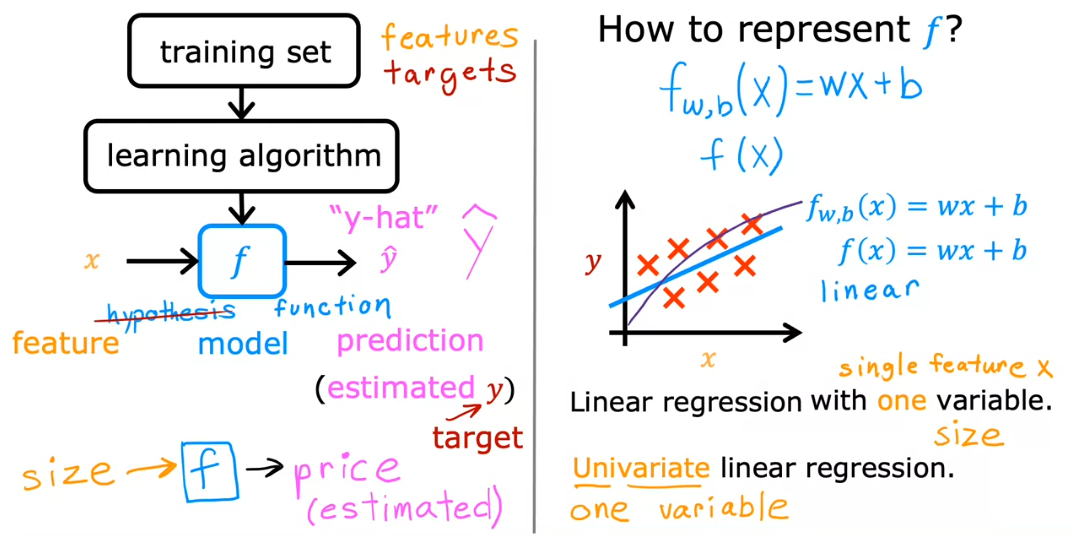 training set
features
targets
learning algorithm
"y-hat"
x
f
ŷ
ŷ
hypothesis
function
feature
model
prediction
(estimated y)
target
size → f → price
(estimated)
How to represent f?
f_w,b(x)=wx+b
f(x)
y
x
f_w,b(x) = wx + b
f(x) = wx + b
linear
single feature x
Linear regression with one variable.
size
Univariate linear regression.
one variable